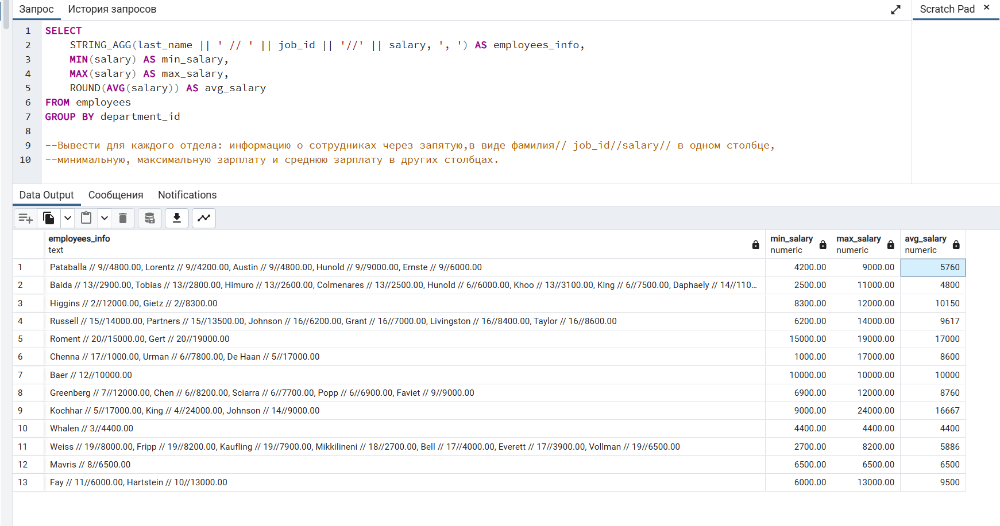 Запрос История запросов Scratch Pad ×
1 SELECT
2 STRING_AGG(last_name || ' // ' || job_id || '//' || salary, ', ') AS employees_info,
3 MIN(salary) AS min_salary,
4 MAX(salary) AS max_salary,
5 ROUND(AVG(salary)) AS avg_salary
6 FROM employees
7 GROUP BY department_id
8
9 --Вывести для каждого отдела: информацию о сотрудниках через запятую,в виде фамилия// job_id//salary// в одном столбце,
10 --минимальную, максимальную зарплату и среднюю зарплату в других столбцах.
Data Output Сообщения Notifications
employees_info min_salary max_salary avg_salary
text numeric numeric numeric
1 Pataballa // 9//4800.00, Lorentz // 9//4200.00, Austin // 9//4800.00, Hunold // 9//9000.00, Ernste // 9//6000.00 4200.00 9000.00 5760
2 Baida // 13//2900.00, Tobias // 13//2800.00, Himuro // 13//2600.00, Colmenares // 13//2500.00, Hunold // 6//6000.00, Khoo // 13//3100.00, King // 6//7500.00, Daphaely // 14//110... 2500.00 11000.00 4800
3 Higgins // 2//12000.00, Gietz // 2//8300.00 8300.00 12000.00 10150
4 Russell // 15//14000.00, Partners // 15//13500.00, Johnson // 16//6200.00, Grant // 16//7000.00, Livingston // 16//8400.00, Taylor // 16//8600.00 6200.00 14000.00 9617
5 Roment // 20//15000.00, Gert // 20//19000.00 15000.00 19000.00 17000
6 Chenna // 17//1000.00, Urman // 6//7800.00, De Haan // 5//17000.00 1000.00 17000.00 8600
7 Baer // 12//10000.00 10000.00 10000.00 10000
8 Greenberg // 7//12000.00, Chen // 6//8200.00, Sciarra // 6//7700.00, Popp // 6//6900.00, Faviet // 9//9000.00 6900.00 12000.00 8760
9 Kochhar // 5//17000.00, King // 4//24000.00, Johnson // 14//9000.00 9000.00 24000.00 16667
10 Whalen // 3//4400.00 4400.00 4400.00 4400
11 Weiss // 19//8000.00, Fripp // 19//8200.00, Kaufling // 19//7900.00, Mikkilineni // 18//2700.00, Bell // 17//4000.00, Everett // 17//3900.00, Vollman // 19//6500.00 2700.00 8200.00 5886
12 Mavris // 8//6500.00 6500.00 6500.00 6500
13 Fay // 11//6000.00, Hartstein // 10//13000.00 6000.00 13000.00 9500